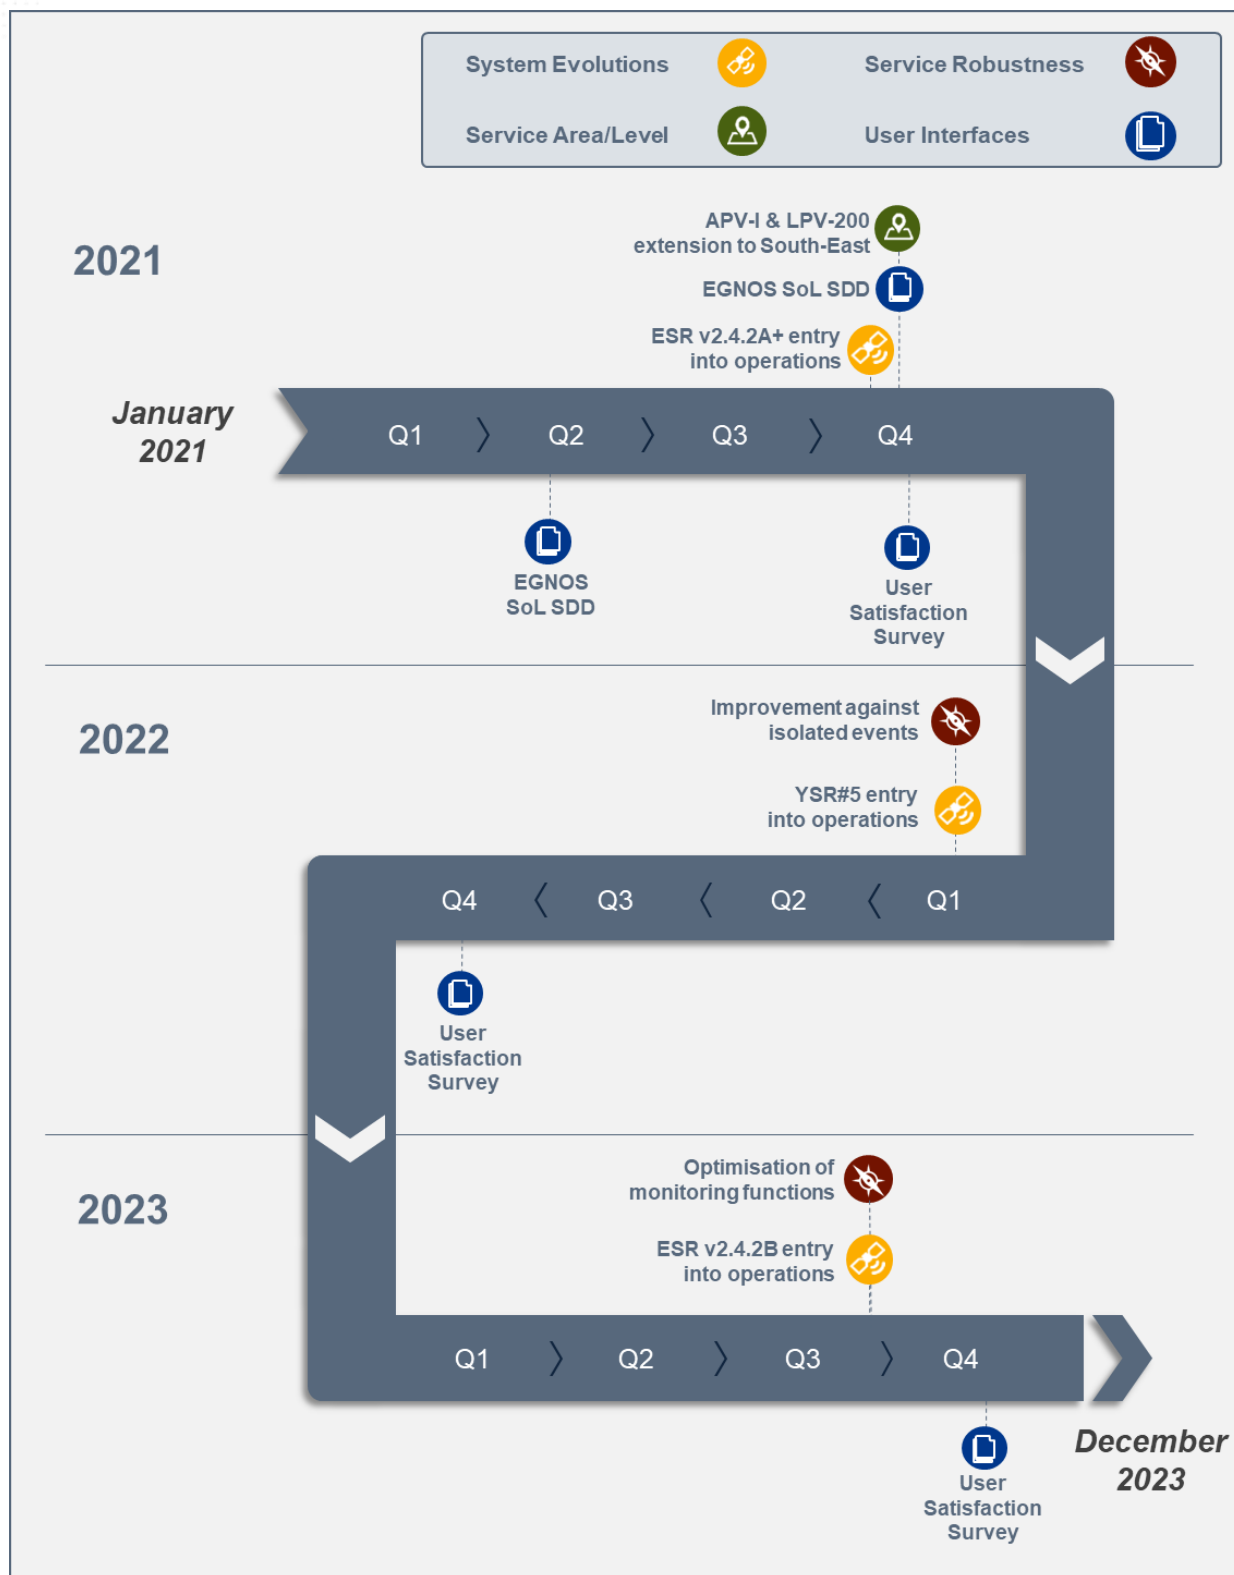 System Evolutions
Service Robustness
Service Area/Level
User Interfaces
2021
APV-I & LPV-200
extension to South-East
EGNOS SoL SDD
ESR v2.4.2A+ entry
into operations
January
2021
Q1
Q2
Q3
Q4
EGNOS
SoL SDD
User
Satisfaction
Survey
2022
Improvement against
isolated events
YSR#5 entry
into operations
Q4
Q3
Q2
Q1
User
Satisfaction
Survey
2023
Optimisation of
monitoring functions
ESR v2.4.2B entry
into operations
Q1
Q2
Q3
Q4
December
2023
User
Satisfaction
Survey